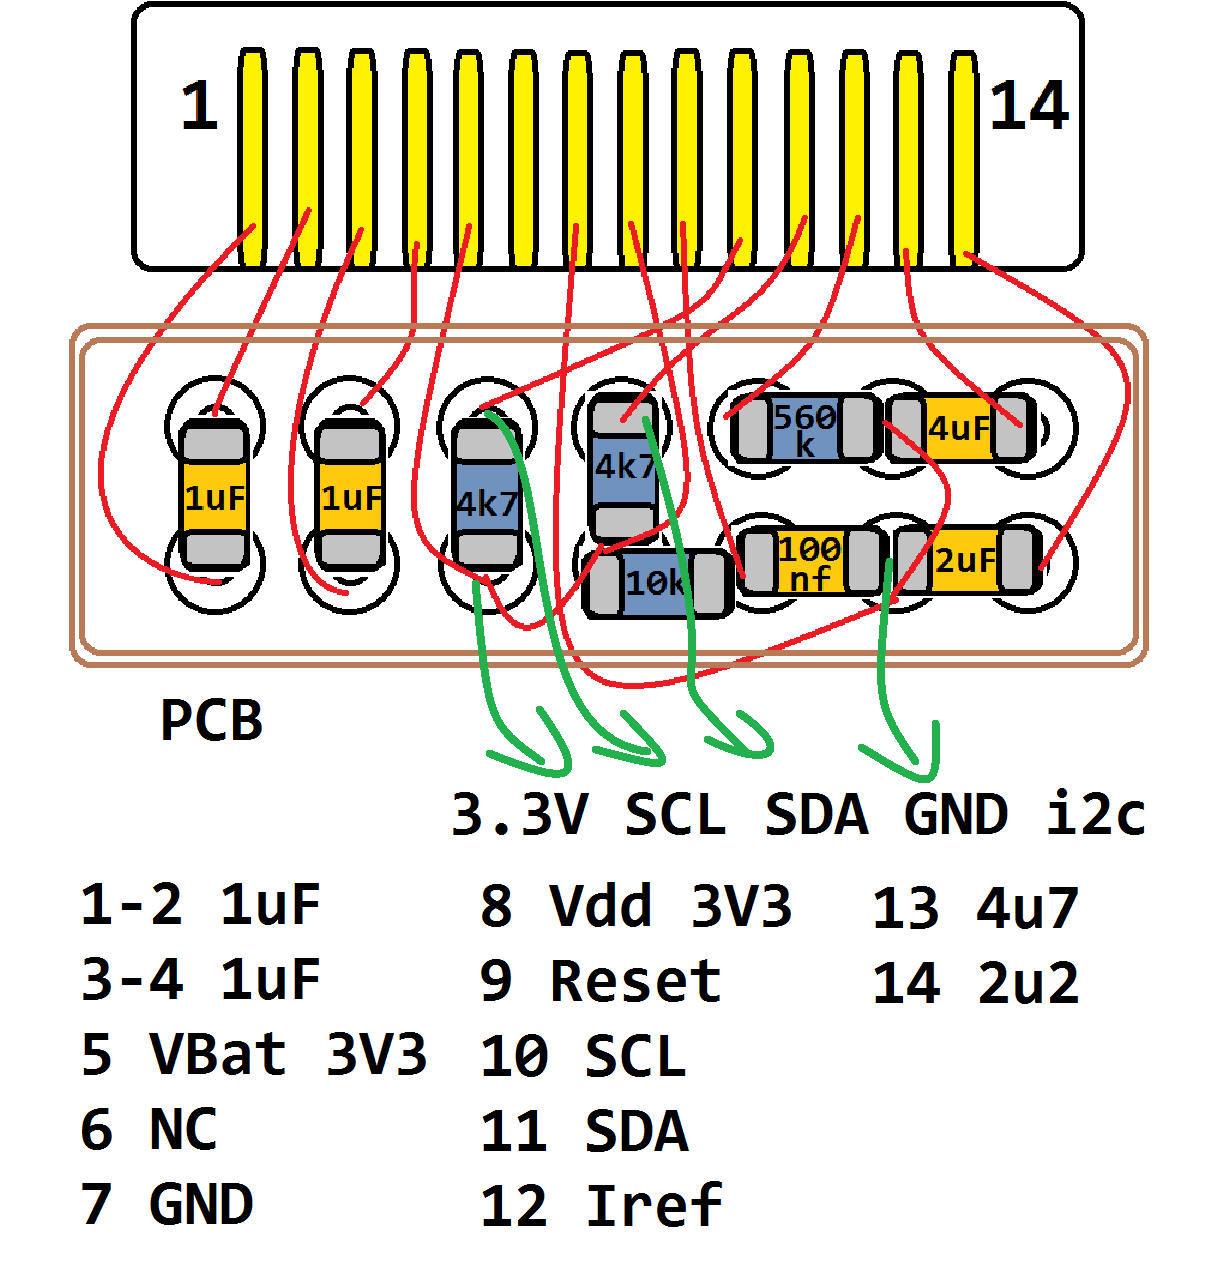 1 14
560
k
4uF
4k7
1uF 1uF 4k7
100
nf
2uF
10k
PCB
3.3V SCL SDA GND i2c
1-2 1uF
3-4 1uF
5 VBat 3V3
6 NC
7 GND
8 Vdd 3V3
9 Reset
10 SCL
11 SDA
12 Iref
13 4u7
14 2u2